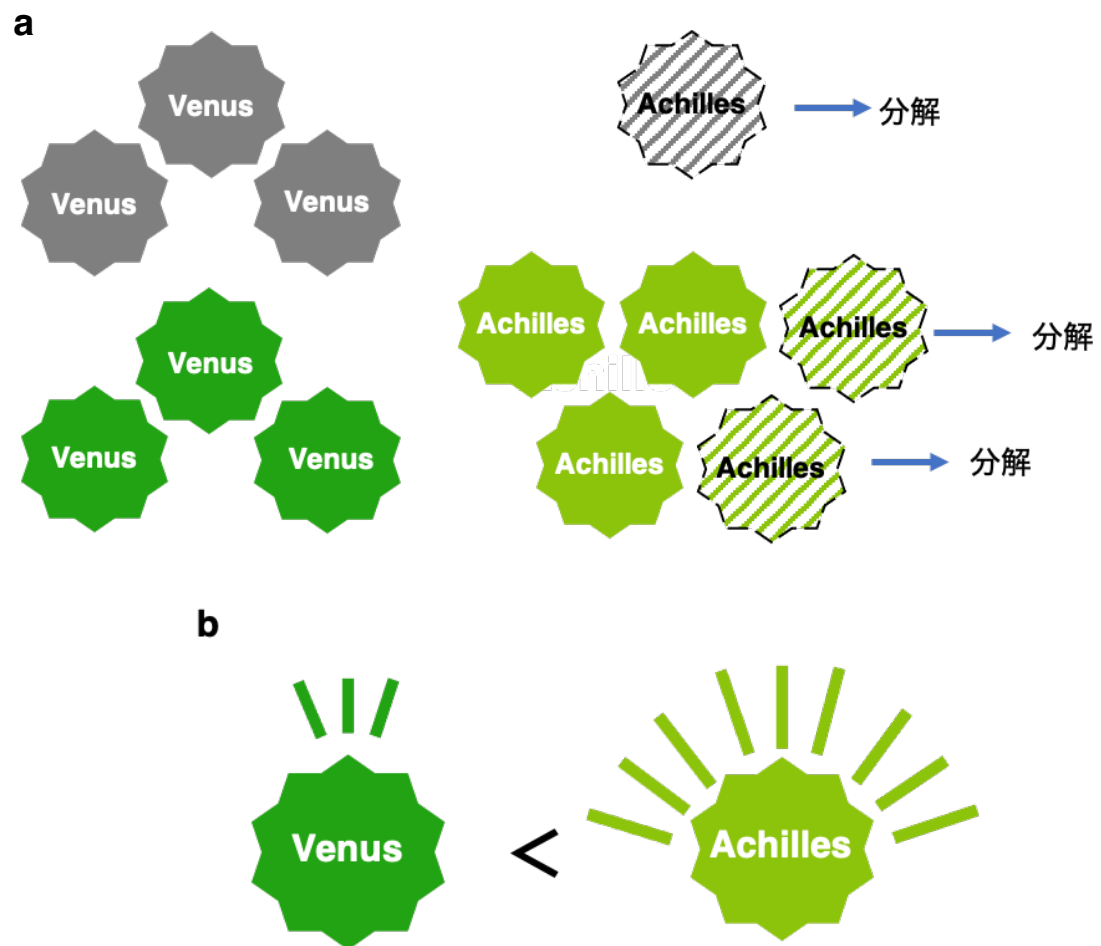 a
Venus
Venus
Venus
Achilles
分解
Venus
Venus
Venus
Achilles
Achilles
Achilles
分解
Achilles
Achilles
分解
b
Venus
<
Achilles